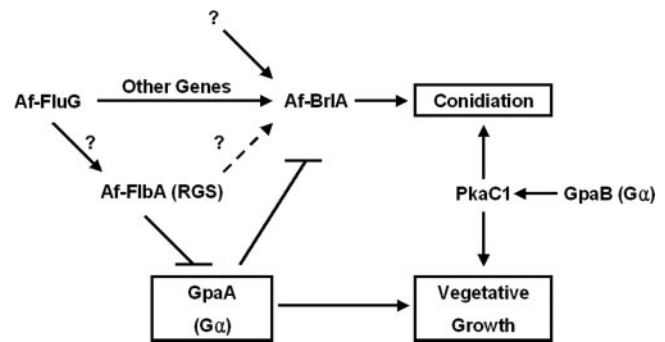 ?
Other Genes
Af-FluG
Af-BrlA
Conidiation
?
?
Af-FlbA (RGS)
PkaC1
GpaB (Gα)
GpaA
(Gα)
Vegetative
Growth